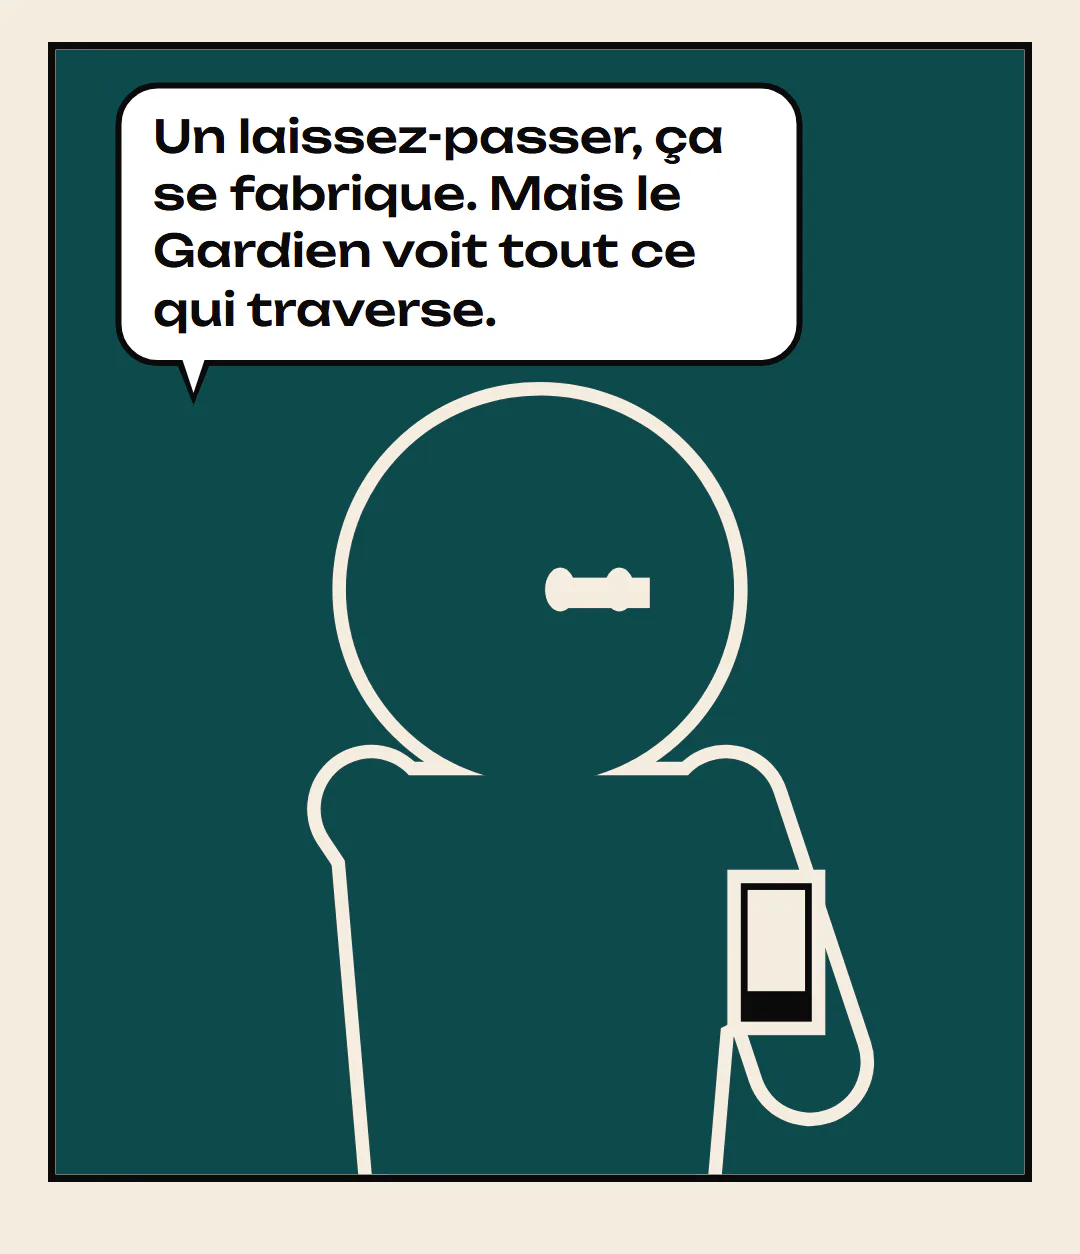 Un laissez-passer, ça
se fabrique. Mais le
Gardien voit tout ce
qui traverse.